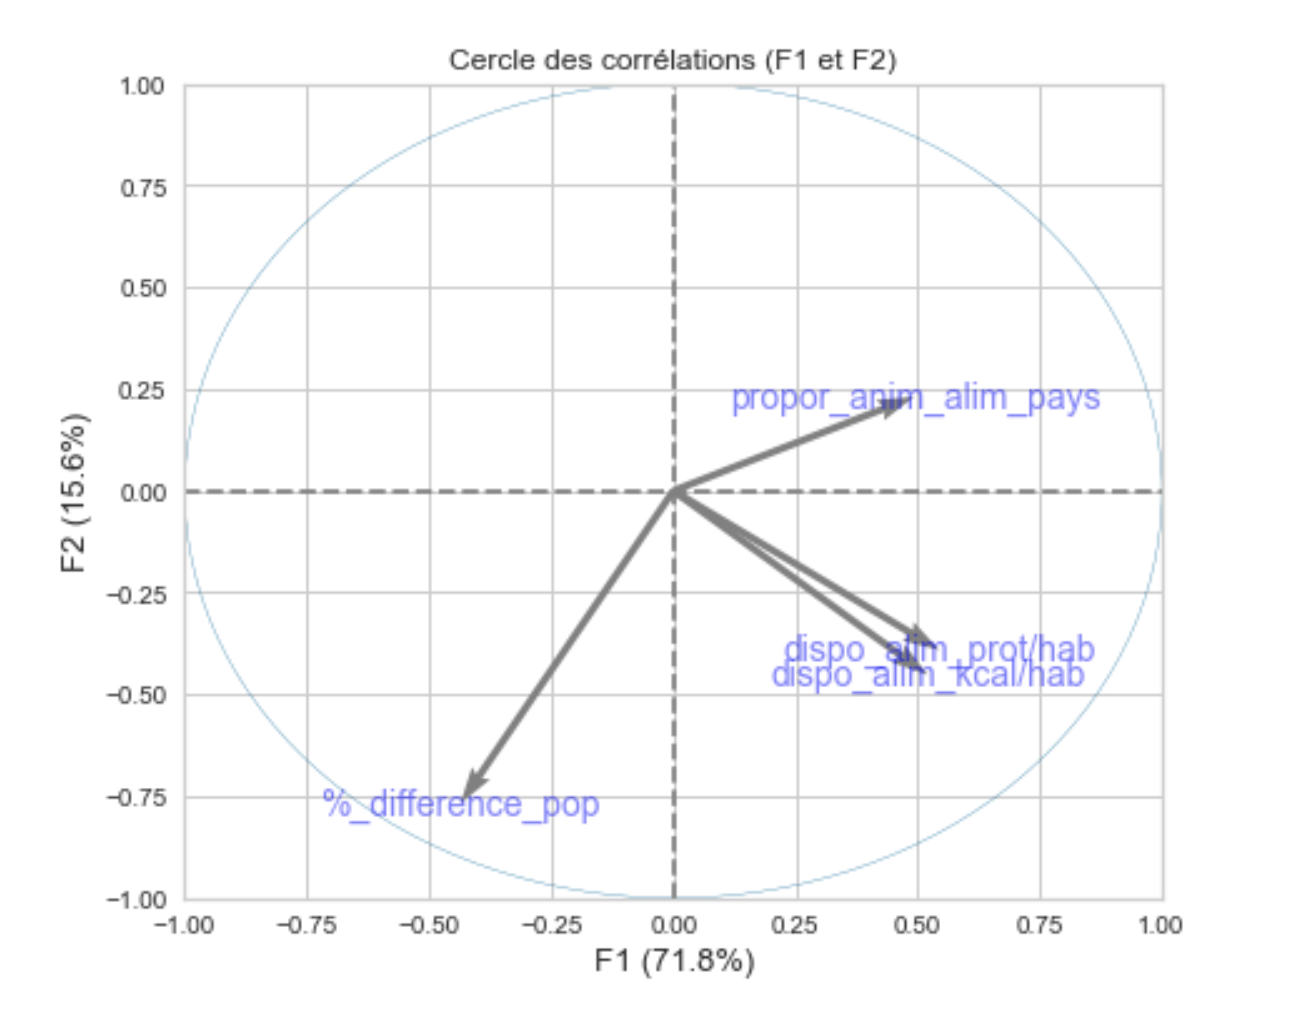 Cercle des corrélations (F1 et F2)
1.00
0.75
0.50
0.25
0.00
−0.25
−0.50
−0.75
−1.00
F2 (15.6%)
propor_anim_alim_pays
dispo_alim_prot/hab
dispo_alim_kcal/hab
%_difference_pop
−1.00 −0.75 −0.50 −0.25 0.00 0.25 0.50 0.75 1.00
F1 (71.8%)